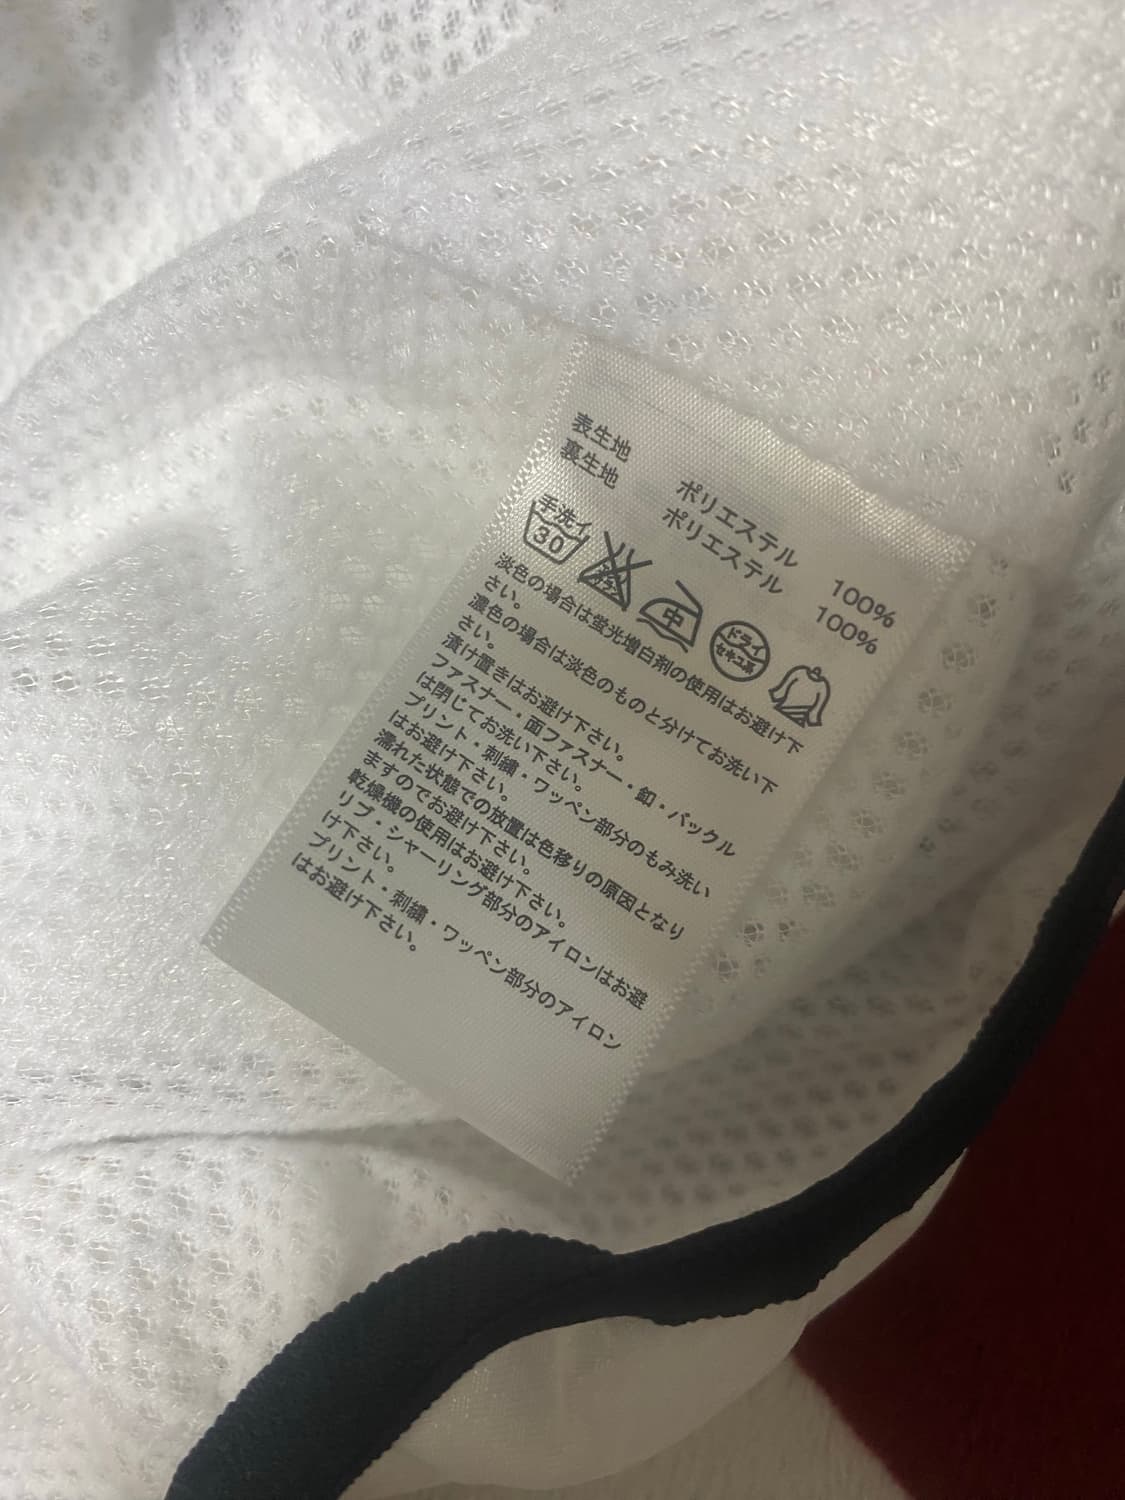 表生地 ポリエステル 100%
裏生地 ポリエステル 100%
手洗イ 30 中 ドライ セキユ系
淡色の場合は蛍光増白剤の使用はお避け下
さい。
濃色の場合は淡色のものと分けてお洗い下
さい。
漬け置きはお避け下さい。
ファスナー・面ファスナー・釦・バックル
は閉じてお洗い下さい。
プリント・刺繍・ワッペン部分のもみ洗い
はお避け下さい。
濡れた状態での放置は色移りの原因となり
ますのでお避け下さい。
乾燥機の使用はお避け下さい。
リブ・シャーリング部分のアイロンはお避
け下さい。
プリント・刺繍・ワッペン部分のアイロン
はお避け下さい。